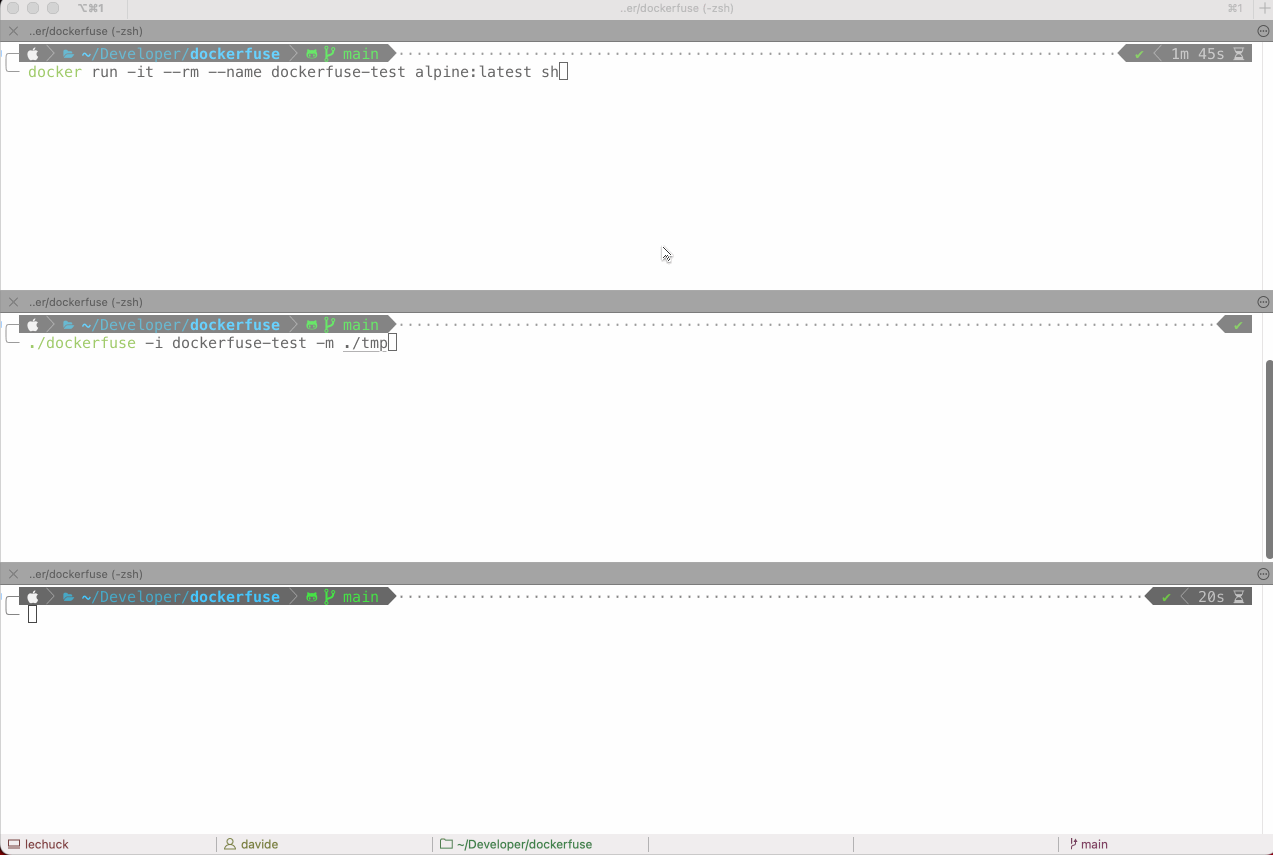 ⌥⌘1 ..er/dockerfuse (-zsh) ⌘1
..er/dockerfuse (-zsh)
~/Developer/dockerfuse main ✔ 1m 45s
docker run -it --rm --name dockerfuse-test alpine:latest sh
..er/dockerfuse (-zsh)
~/Developer/dockerfuse main ✔
./dockerfuse -i dockerfuse-test -m ./tmp
..er/dockerfuse (-zsh)
~/Developer/dockerfuse main ✔ 20s
lechuck davide ~/Developer/dockerfuse main